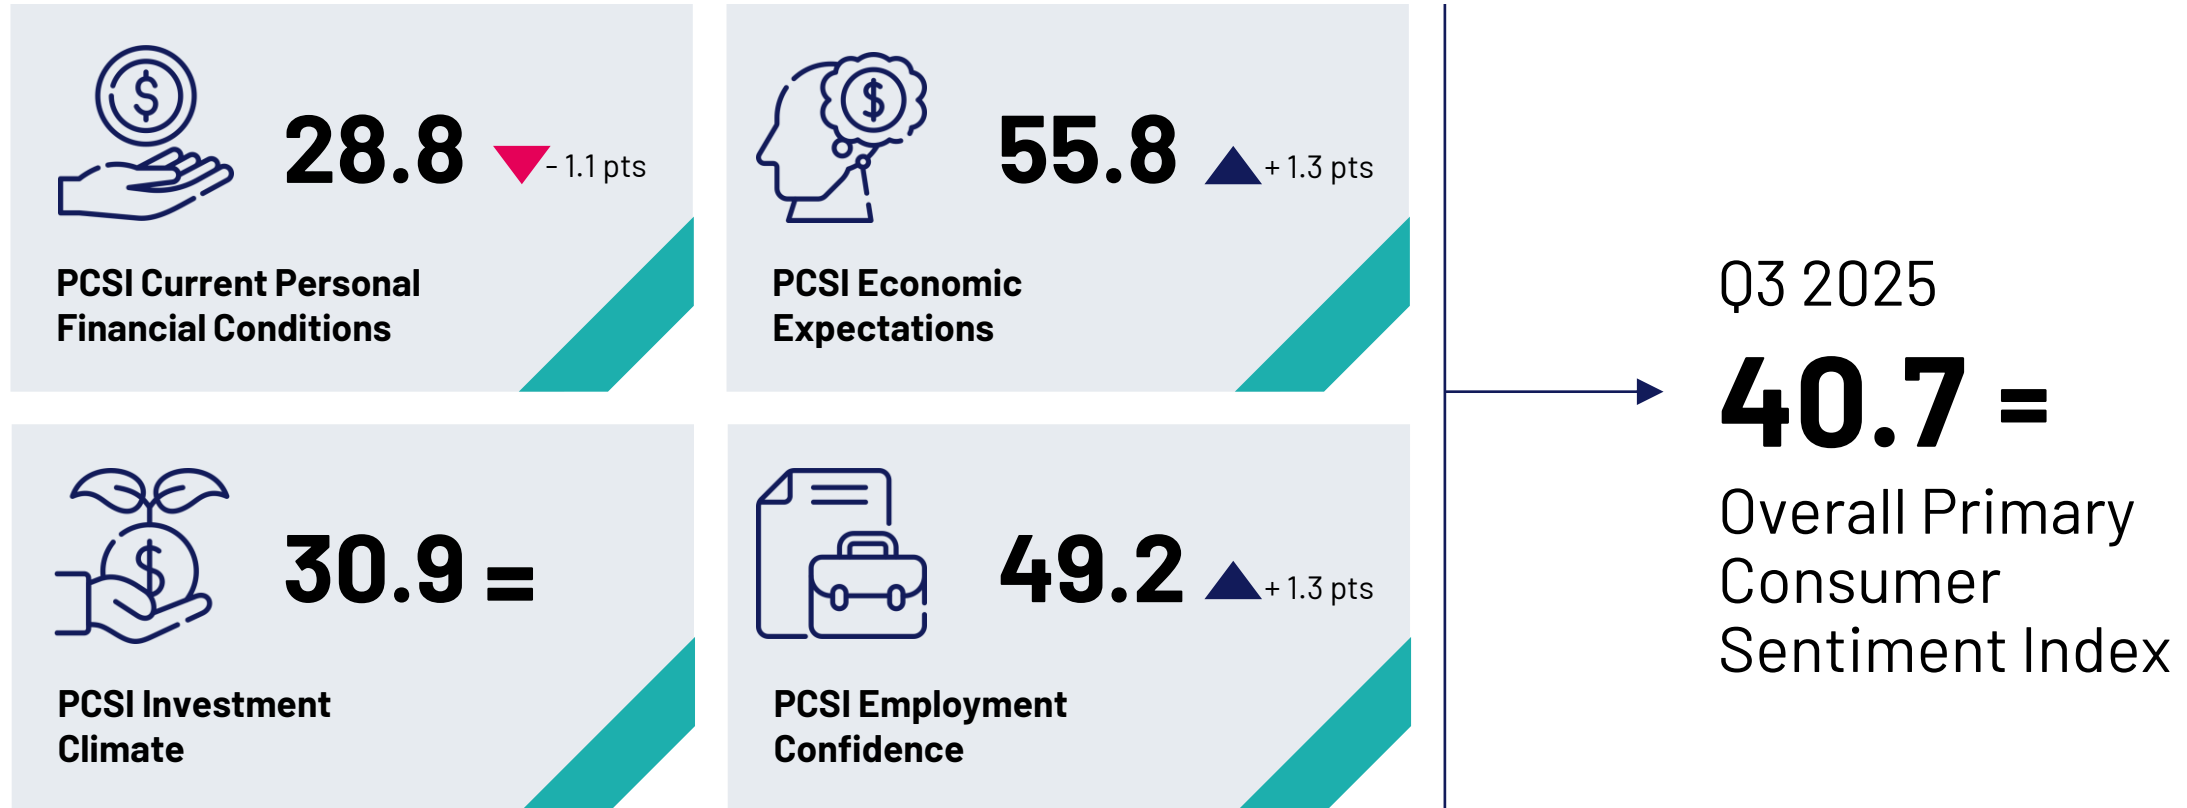 28.8 - 1.1 pts
PCSI Current Personal
Financial Conditions
55.8 + 1.3 pts
PCSI Economic
Expectations
30.9 =
PCSI Investment
Climate
49.2 + 1.3 pts
PCSI Employment
Confidence
Q3 2025
40.7 =
Overall Primary
Consumer
Sentiment Index